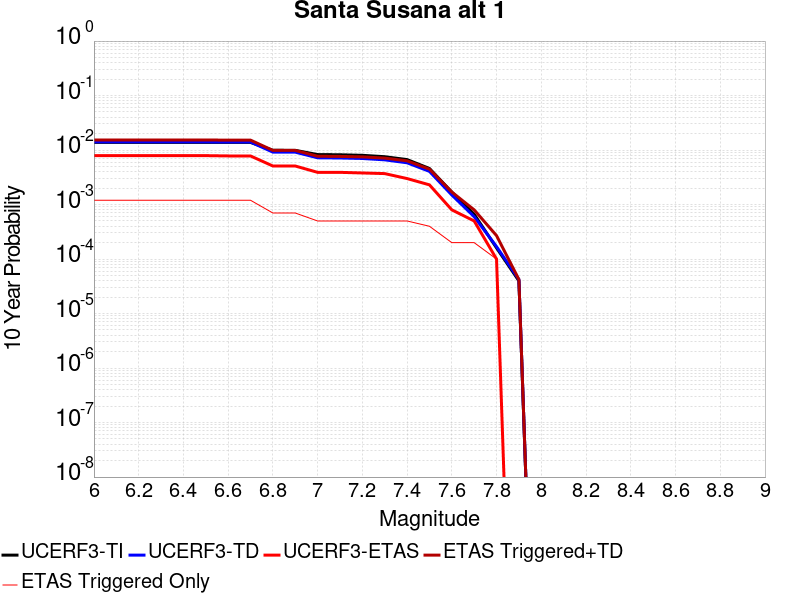 Santa Susana alt 1
10^0
10^-1
10^-2
10^-3
10^-4
10^-5
10^-6
10^-7
10^-8
10 Year Probability
6 6.2 6.4 6.6 6.8 7 7.2 7.4 7.6 7.8 8 8.2 8.4 8.6 8.8 9
Magnitude
UCERF3-TI UCERF3-TD UCERF3-ETAS ETAS Triggered+TD
ETAS Triggered Only